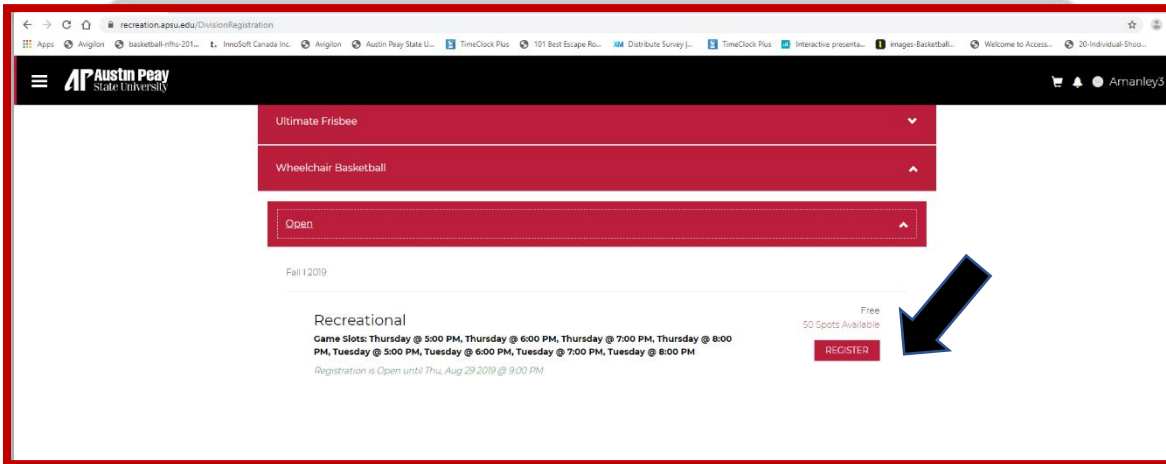 recreation.apsu.edu/DivisionRegistration
Apps Avigilon basketball-nfhs-201... InnoSoft Canada Inc. Avigilon Austin Peay State U... TimeClock Plus 101 Best Escape Ro... XM Distribute Survey |... TimeClock Plus Interactive presenta... images-Basketball... Welcome to Access... 20-Individual-Shoo...
AP Austin Peay
State University
Amanley3
Ultimate Frisbee
Wheelchair Basketball
Open
Fall I 2019
Free
Recreational
50 Spots Available
Game Slots: Thursday @ 5:00 PM, Thursday @ 6:00 PM, Thursday @ 7:00 PM, Thursday @ 8:00
PM, Tuesday @ 5:00 PM, Tuesday @ 6:00 PM, Tuesday @ 7:00 PM, Tuesday @ 8:00 PM
REGISTER
Registration is Open until Thu, Aug 29 2019 @ 9:00 PM